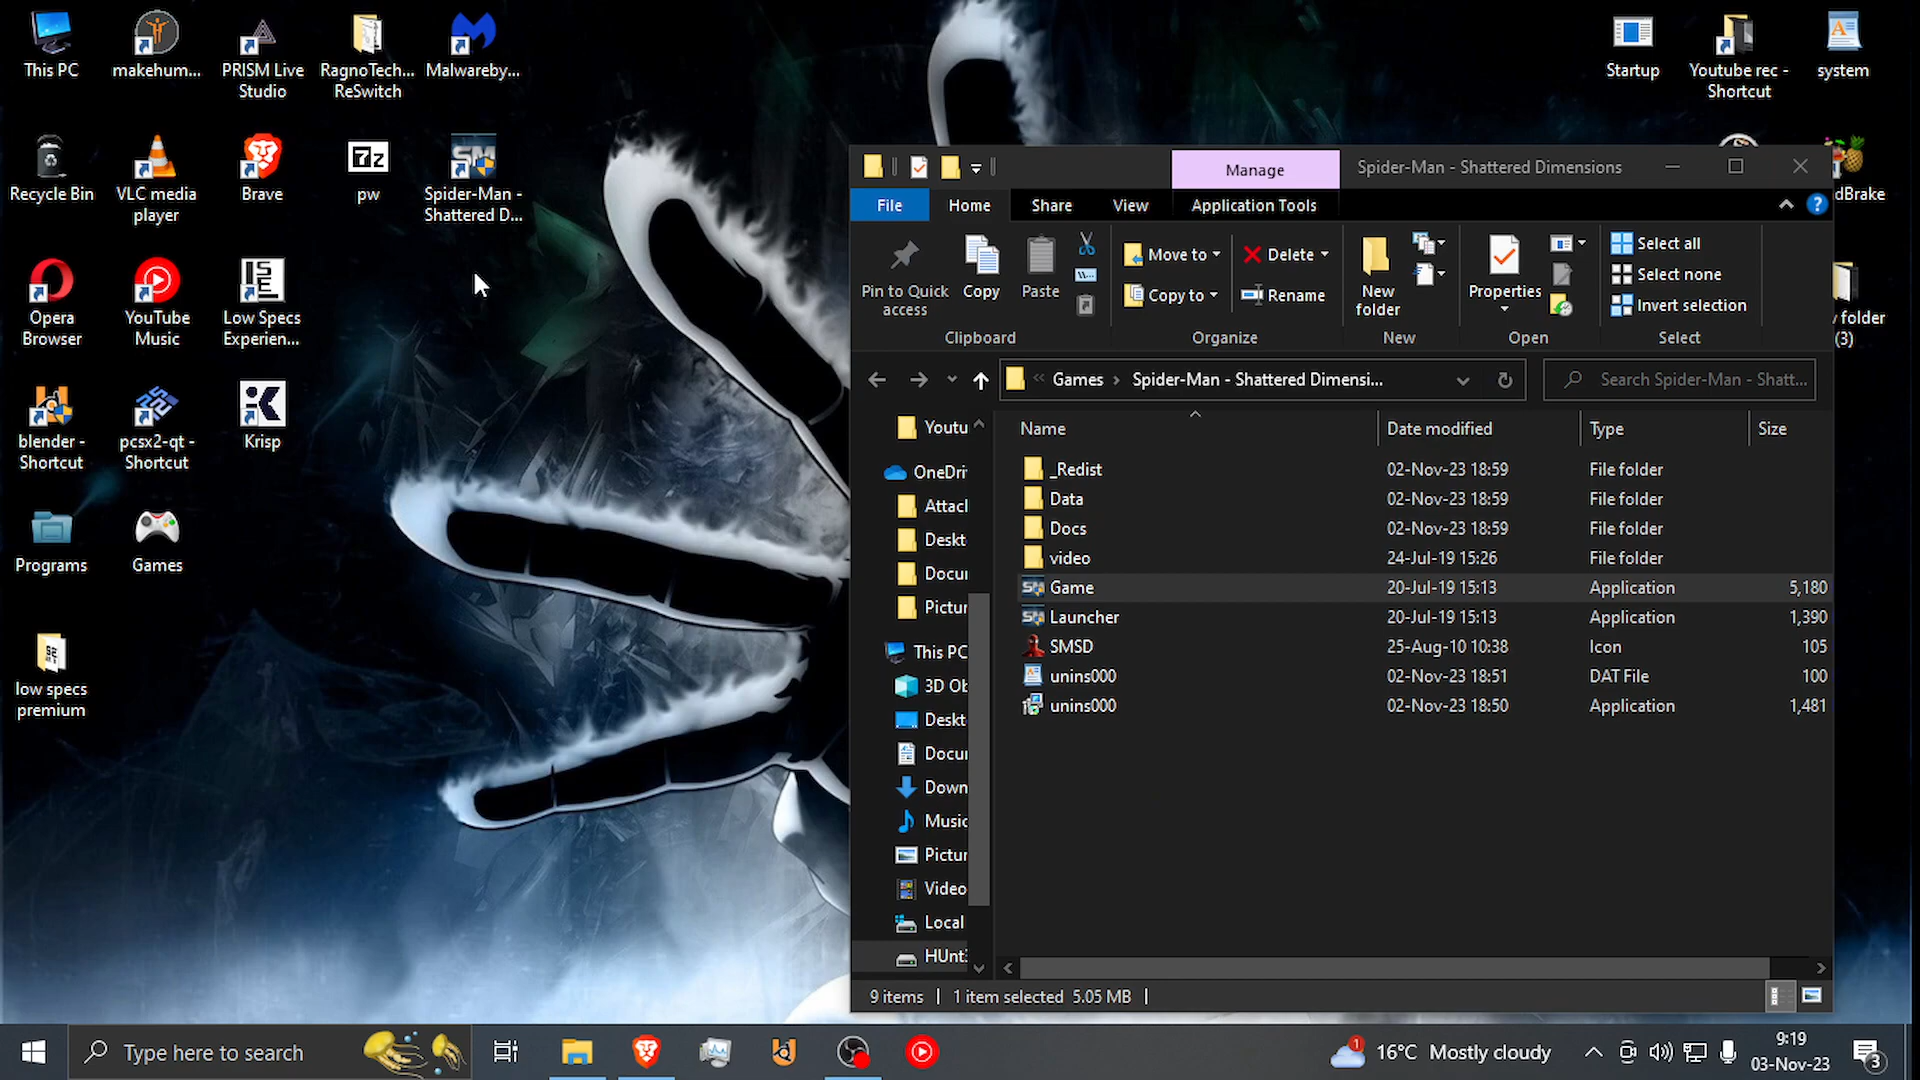 This PC
makehum...
PRISM Live
Studio
RagnoTech...
ReSwitch
Malwareby...
Startup
Youtube rec -
Shortcut
system
Recycle Bin
VLC media
player
Brave
7z
pw
SM
Spider-Man -
Shattered D...
dBrake
Opera
Browser
YouTube
Music
Low Specs
Experien...
v folder
(3)
blender -
Shortcut
pcsx2-qt -
Shortcut
Krisp
Programs
Games
low specs
premium
Manage
Spider-Man - Shattered Dimensions
File
Home
Share
View
Application Tools
Pin to Quick
access
Copy
Paste
Move to
Copy to
Delete
Rename
New
folder
Properties
Select all
Select none
Invert selection
Clipboard
Organize
New
Open
Select
Games
Spider-Man - Shattered Dimensi...
Search Spider-Man - Shatt...
Name
Date modified
Type
Size
Youtu
OneDri
Attacl
Deskt
Docur
Pictur
This PC
3D Ob
Deskt
Docur
Down
Music
Pictur
Video
Local
HUnt3
_Redist 02-Nov-23 18:59 File folder
Data 02-Nov-23 18:59 File folder
Docs 02-Nov-23 18:59 File folder
video 24-Jul-19 15:26 File folder
Game 20-Jul-19 15:13 Application 5,180
Launcher 20-Jul-19 15:13 Application 1,390
SMSD 25-Aug-10 10:38 Icon 105
unins000 02-Nov-23 18:51 DAT File 100
unins000 02-Nov-23 18:50 Application 1,481
9 items
1 item selected 5.05 MB
Type here to search
1
16°C Mostly cloudy
9:19
03-Nov-23
3